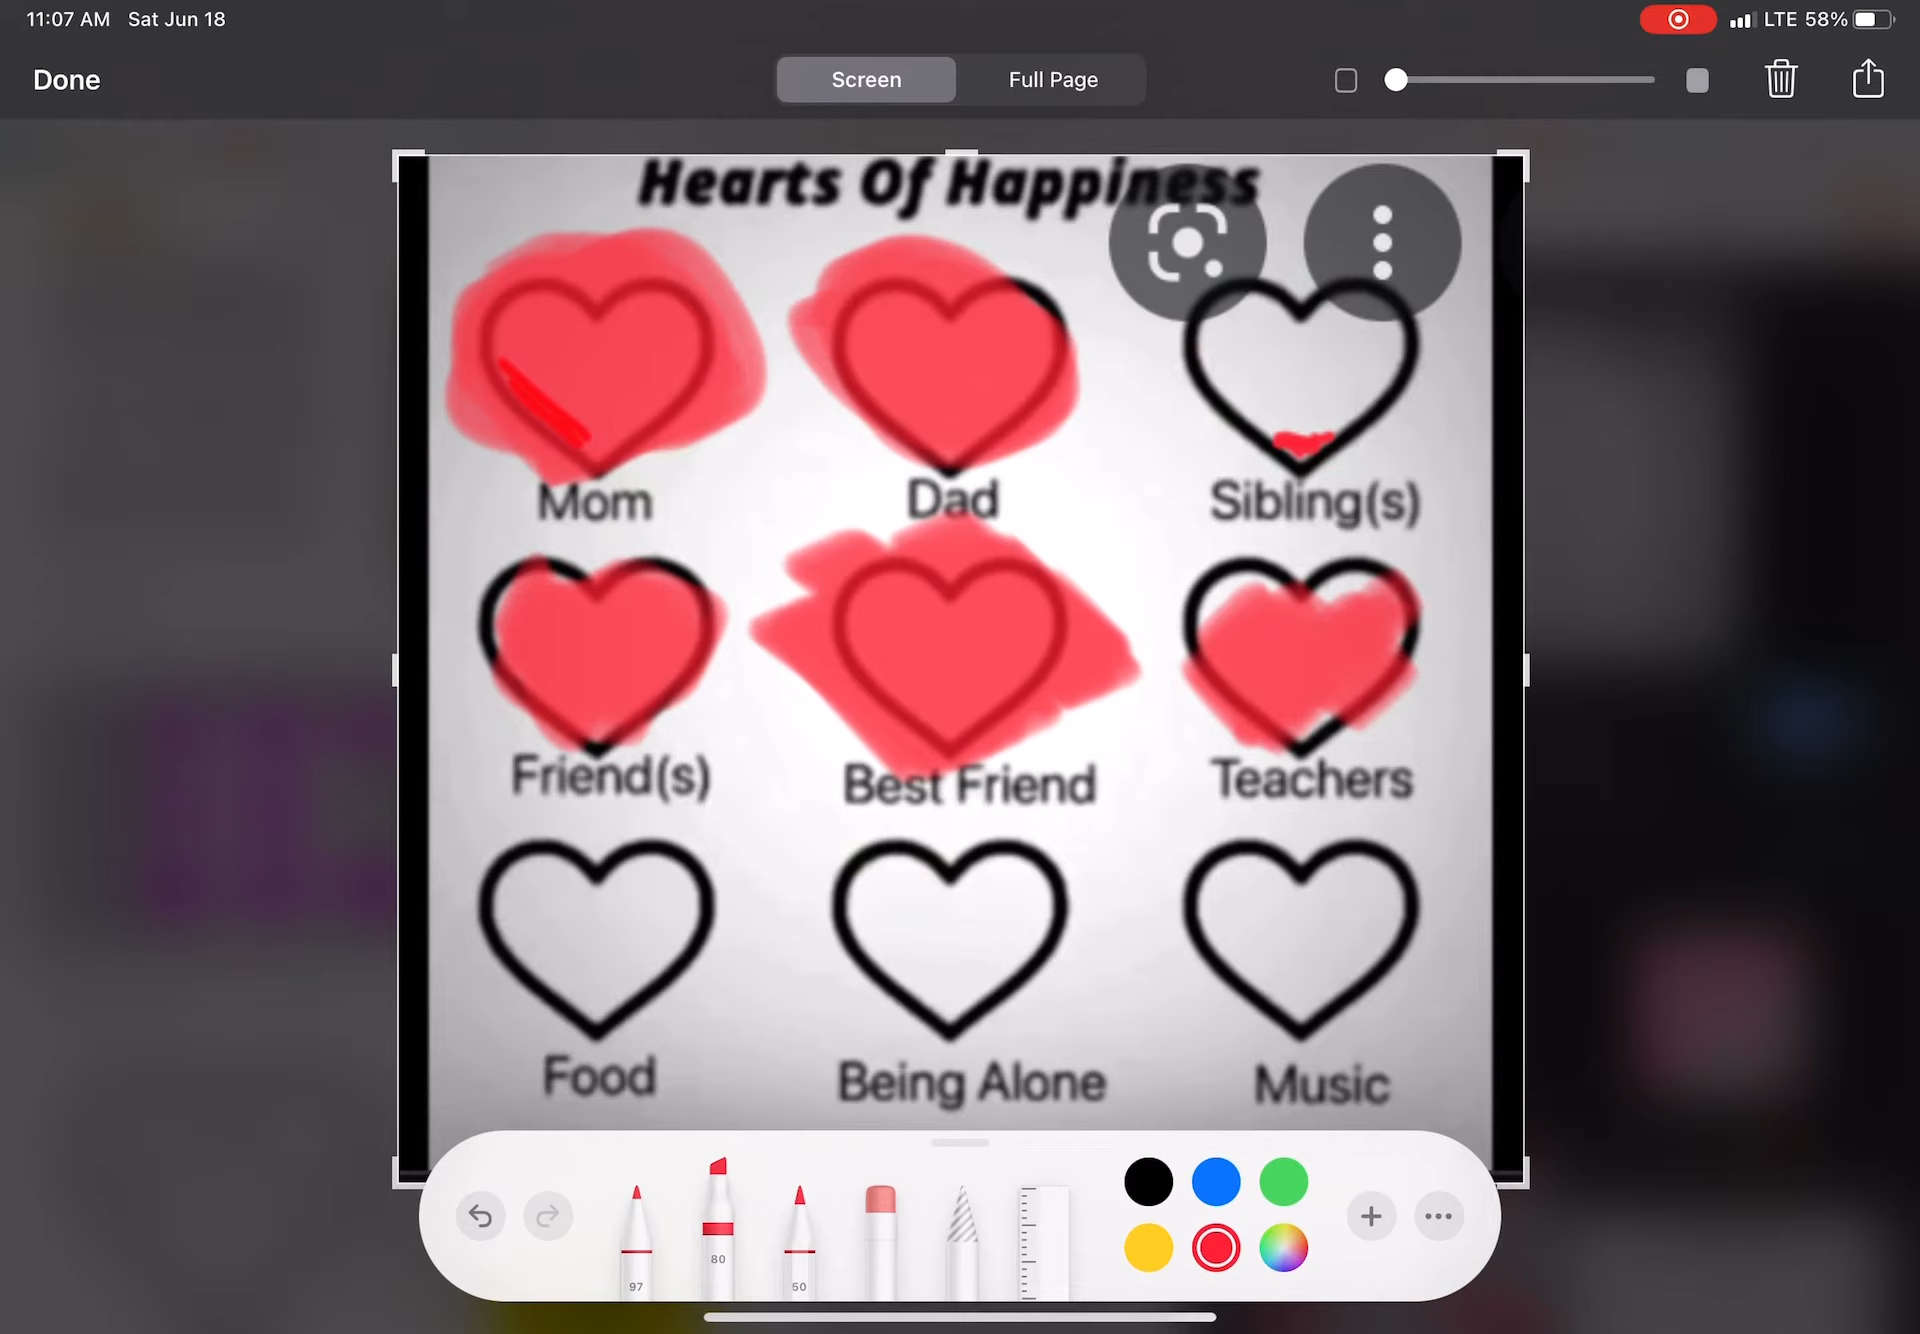 11:07 AM Sat Jun 18
LTE 58%
Done
Screen
Full Page
Hearts Of Happiness
Mom
Dad
Sibling(s)
Friend(s)
Best Friend
Teachers
Food
Being Alone
Music
97
80
50